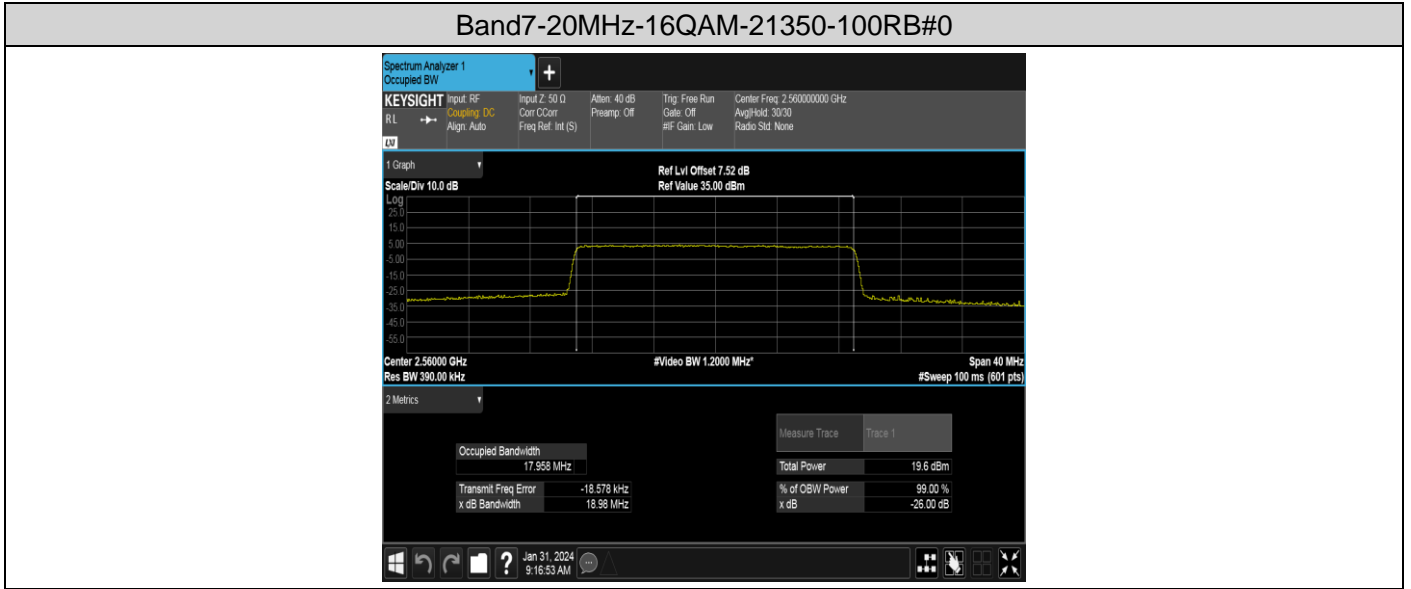 Band7-20MHz-16QAM-21350-100RB#0
Spectrum Analyzer 1
Occupied BW
+
KEYSIGHT
RL
LXI
Input: RF
Coupling: DC
Align: Auto
Input Z: 50 Ω
Corr CCorr
Freq Ref: Int (S)
Atten: 40 dB
Preamp: Off
Trig: Free Run
Gate: Off
#IF Gain: Low
Center Freq: 2.560000000 GHz
Avg|Hold: 30/30
Radio Std: None
1 Graph
Scale/Div 10.0 dB
Ref Lvl Offset 7.52 dB
Ref Value 35.00 dBm
Log
25.0
15.0
5.00
-5.00
-15.0
-25.0
-35.0
-45.0
-55.0
Center 2.56000 GHz
#Video BW 1.2000 MHz*
Span 40 MHz
Res BW 390.00 kHz
#Sweep 100 ms (601 pts)
2 Metrics
Measure Trace Trace 1
Occupied Bandwidth
17.958 MHz
Total Power 19.6 dBm
Transmit Freq Error -18.578 kHz
% of OBW Power 99.00 %
x dB Bandwidth 18.98 MHz
x dB -26.00 dB
?
Jan 31, 2024
9:16:53 AM